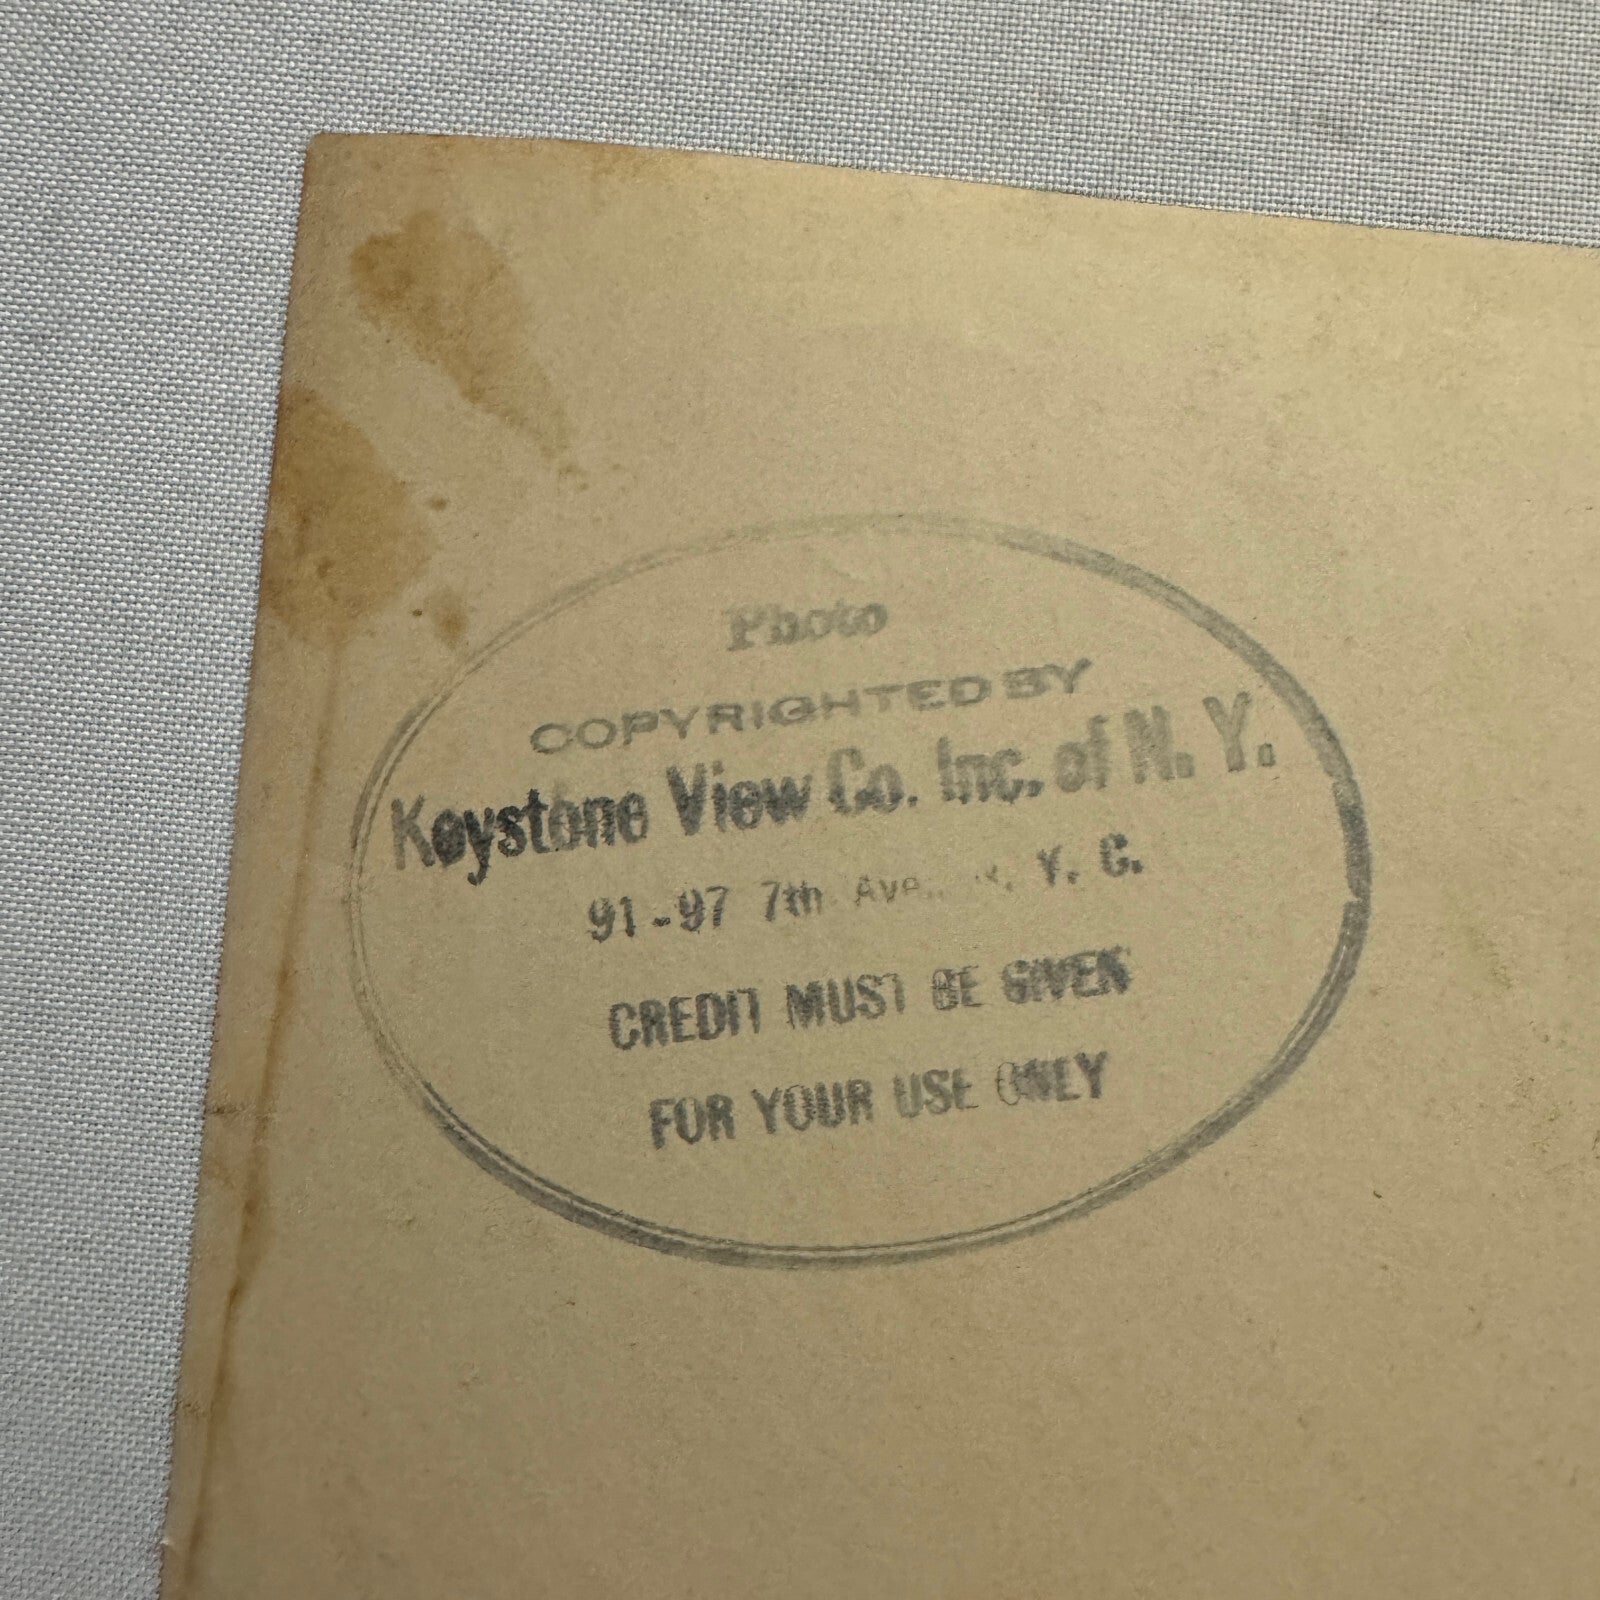 Photo
COPYRIGHTED BY
Keystone View Co. Inc. of N. Y.
91-97 7th Ave., N. Y. C.
CREDIT MUST BE GIVEN
FOR YOUR USE ONLY